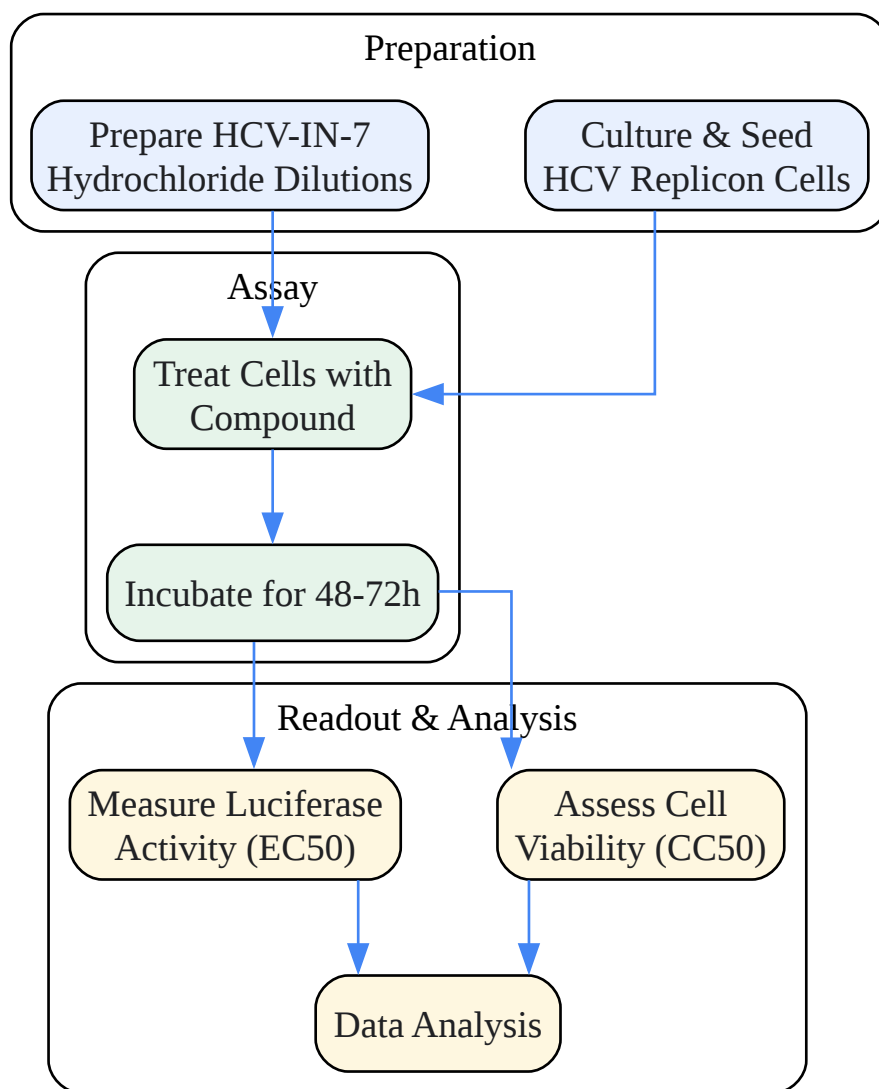 Preparation
Prepare HCV-IN-7
Hydrochloride Dilutions
Culture & Seed
HCV Replicon Cells
Assay
Treat Cells with
Compound
Incubate for 48-72h
Readout & Analysis
Measure Luciferase
Activity (EC50)
Assess Cell
Viability (CC50)
Data Analysis